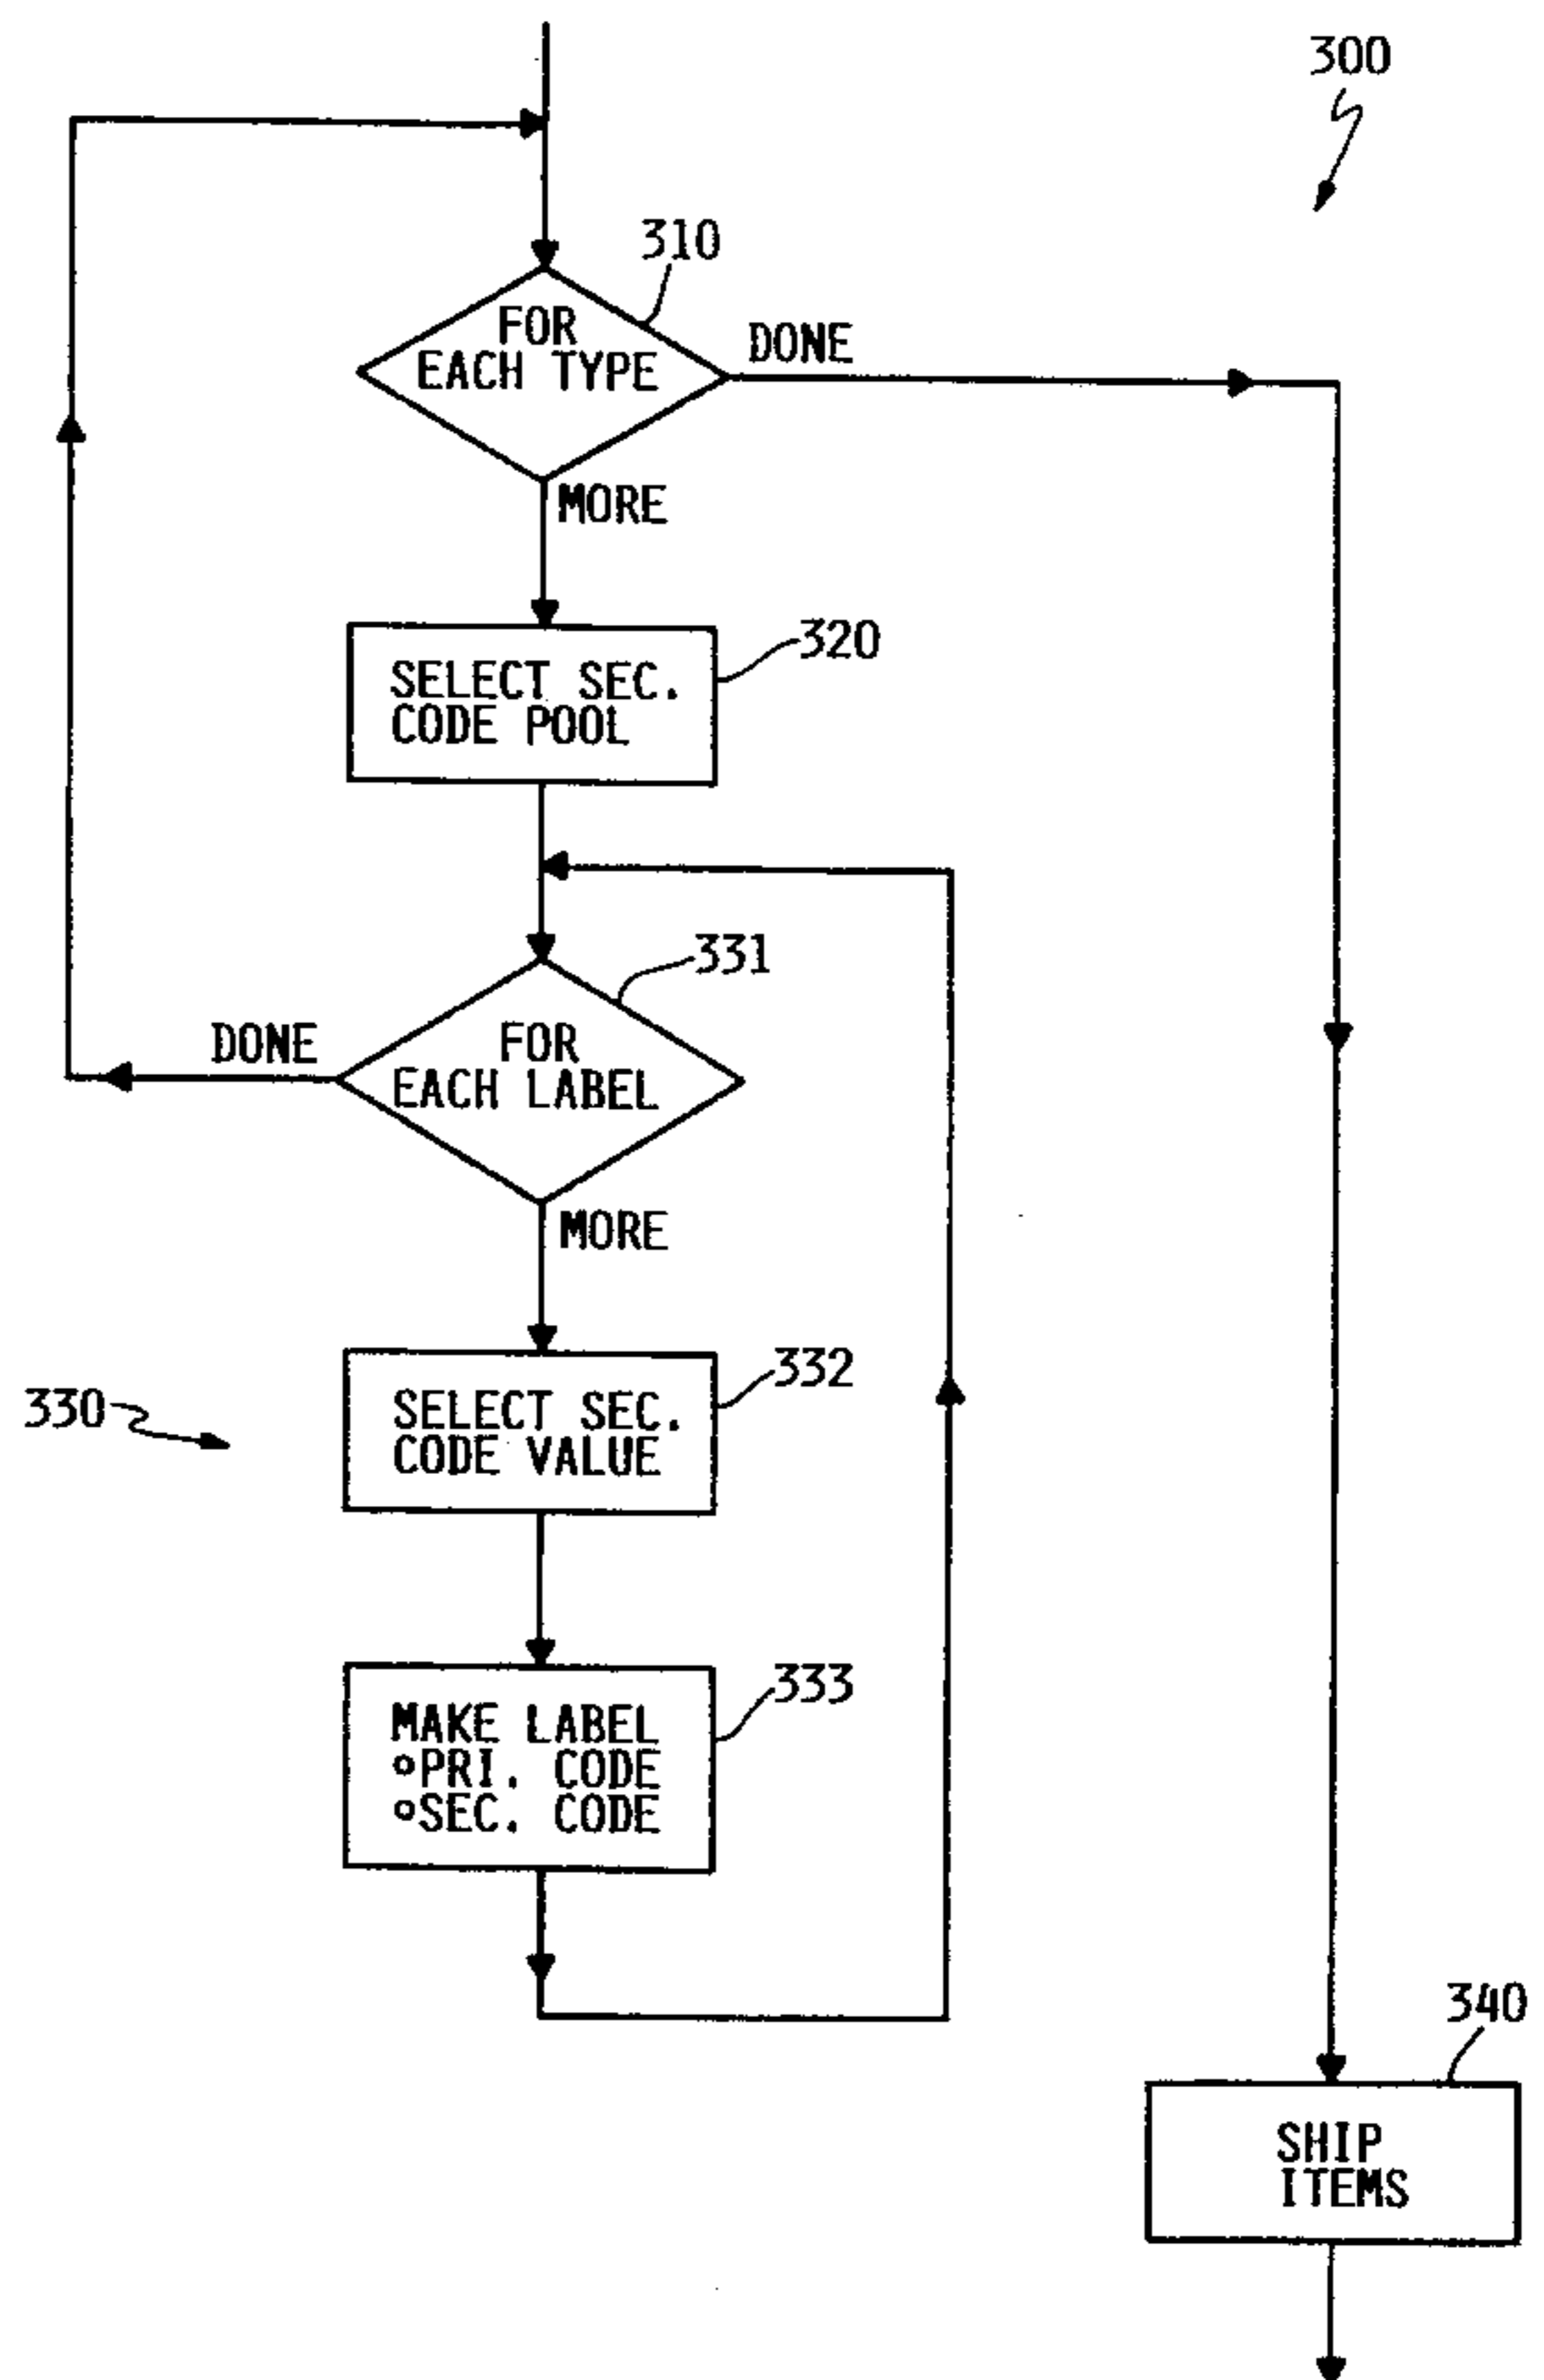 300
310
FOR
EACH TYPE
DONE
MORE
320
SELECT SEC.
CODE POOL
331
DONE
FOR
EACH LABEL
MORE
332
330
SELECT SEC.
CODE VALUE
333
MAKE LABEL
∘PRI. CODE
∘SEC. CODE
340
SHIP
ITEMS